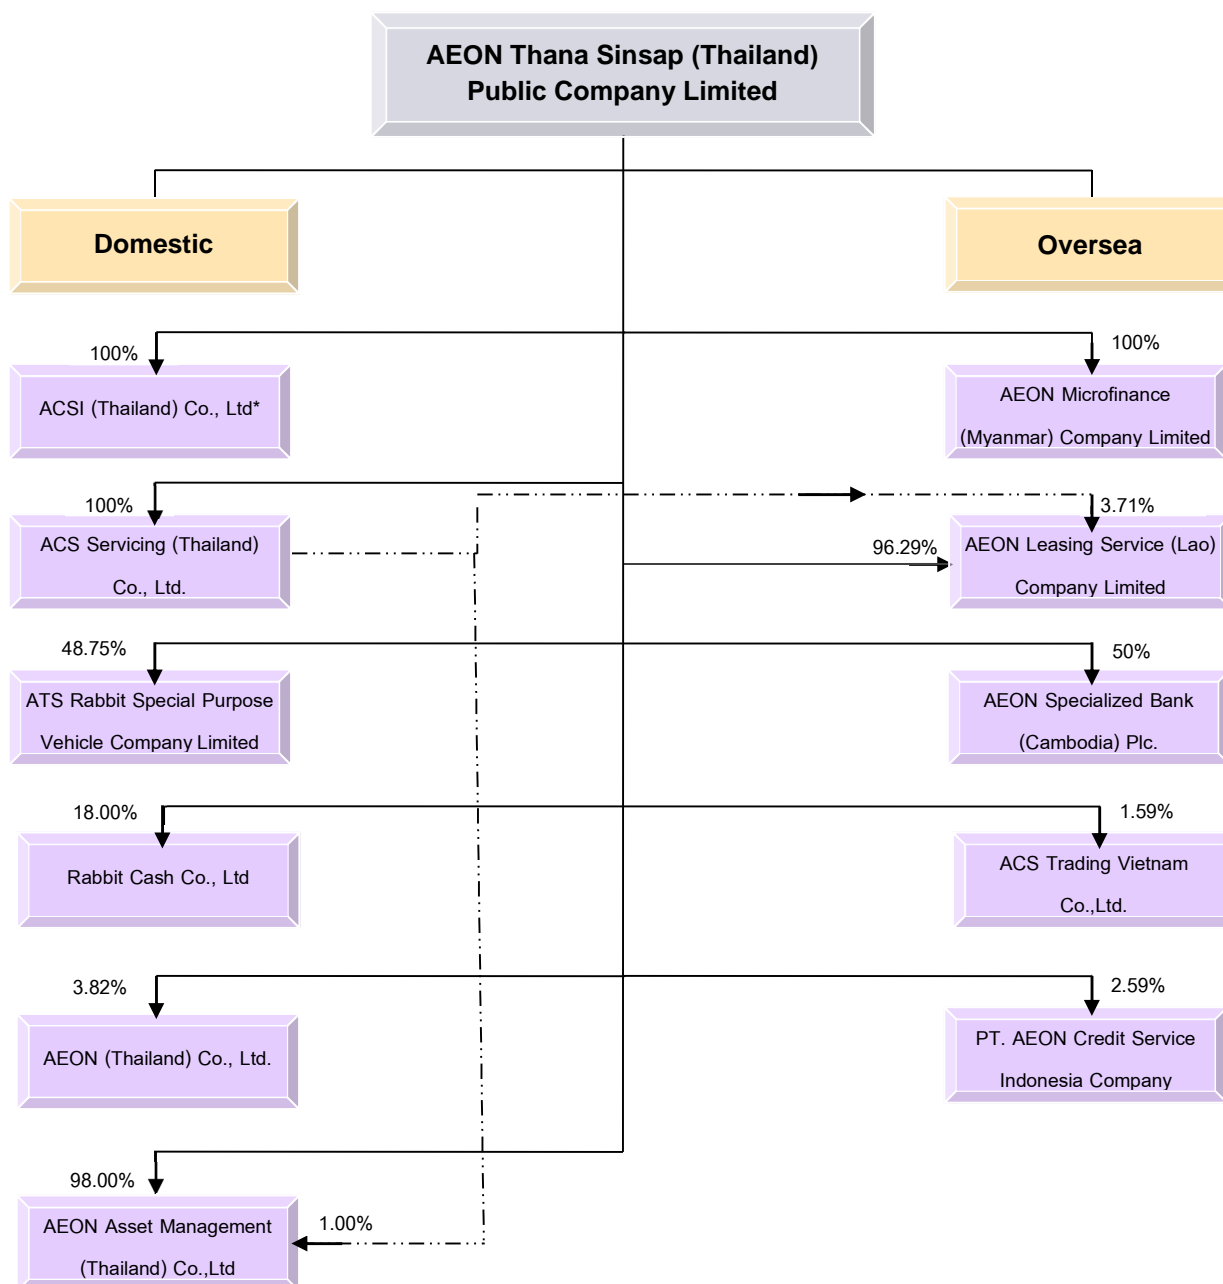 AEON Thana Sinsap (Thailand)
Public Company Limited
Domestic
Oversea
100%
100%
ACSI (Thailand) Co., Ltd*
AEON Microfinance
(Myanmar) Company Limited
100%
3.71%
ACS Servicing (Thailand)
Co., Ltd.
96.29%
AEON Leasing Service (Lao)
Company Limited
48.75%
50%
ATS Rabbit Special Purpose
Vehicle Company Limited
AEON Specialized Bank
(Cambodia) Plc.
18.00%
1.59%
Rabbit Cash Co., Ltd
ACS Trading Vietnam
Co.,Ltd.
3.82%
2.59%
AEON (Thailand) Co., Ltd.
PT. AEON Credit Service
Indonesia Company
98.00%
AEON Asset Management
(Thailand) Co.,Ltd
1.00%